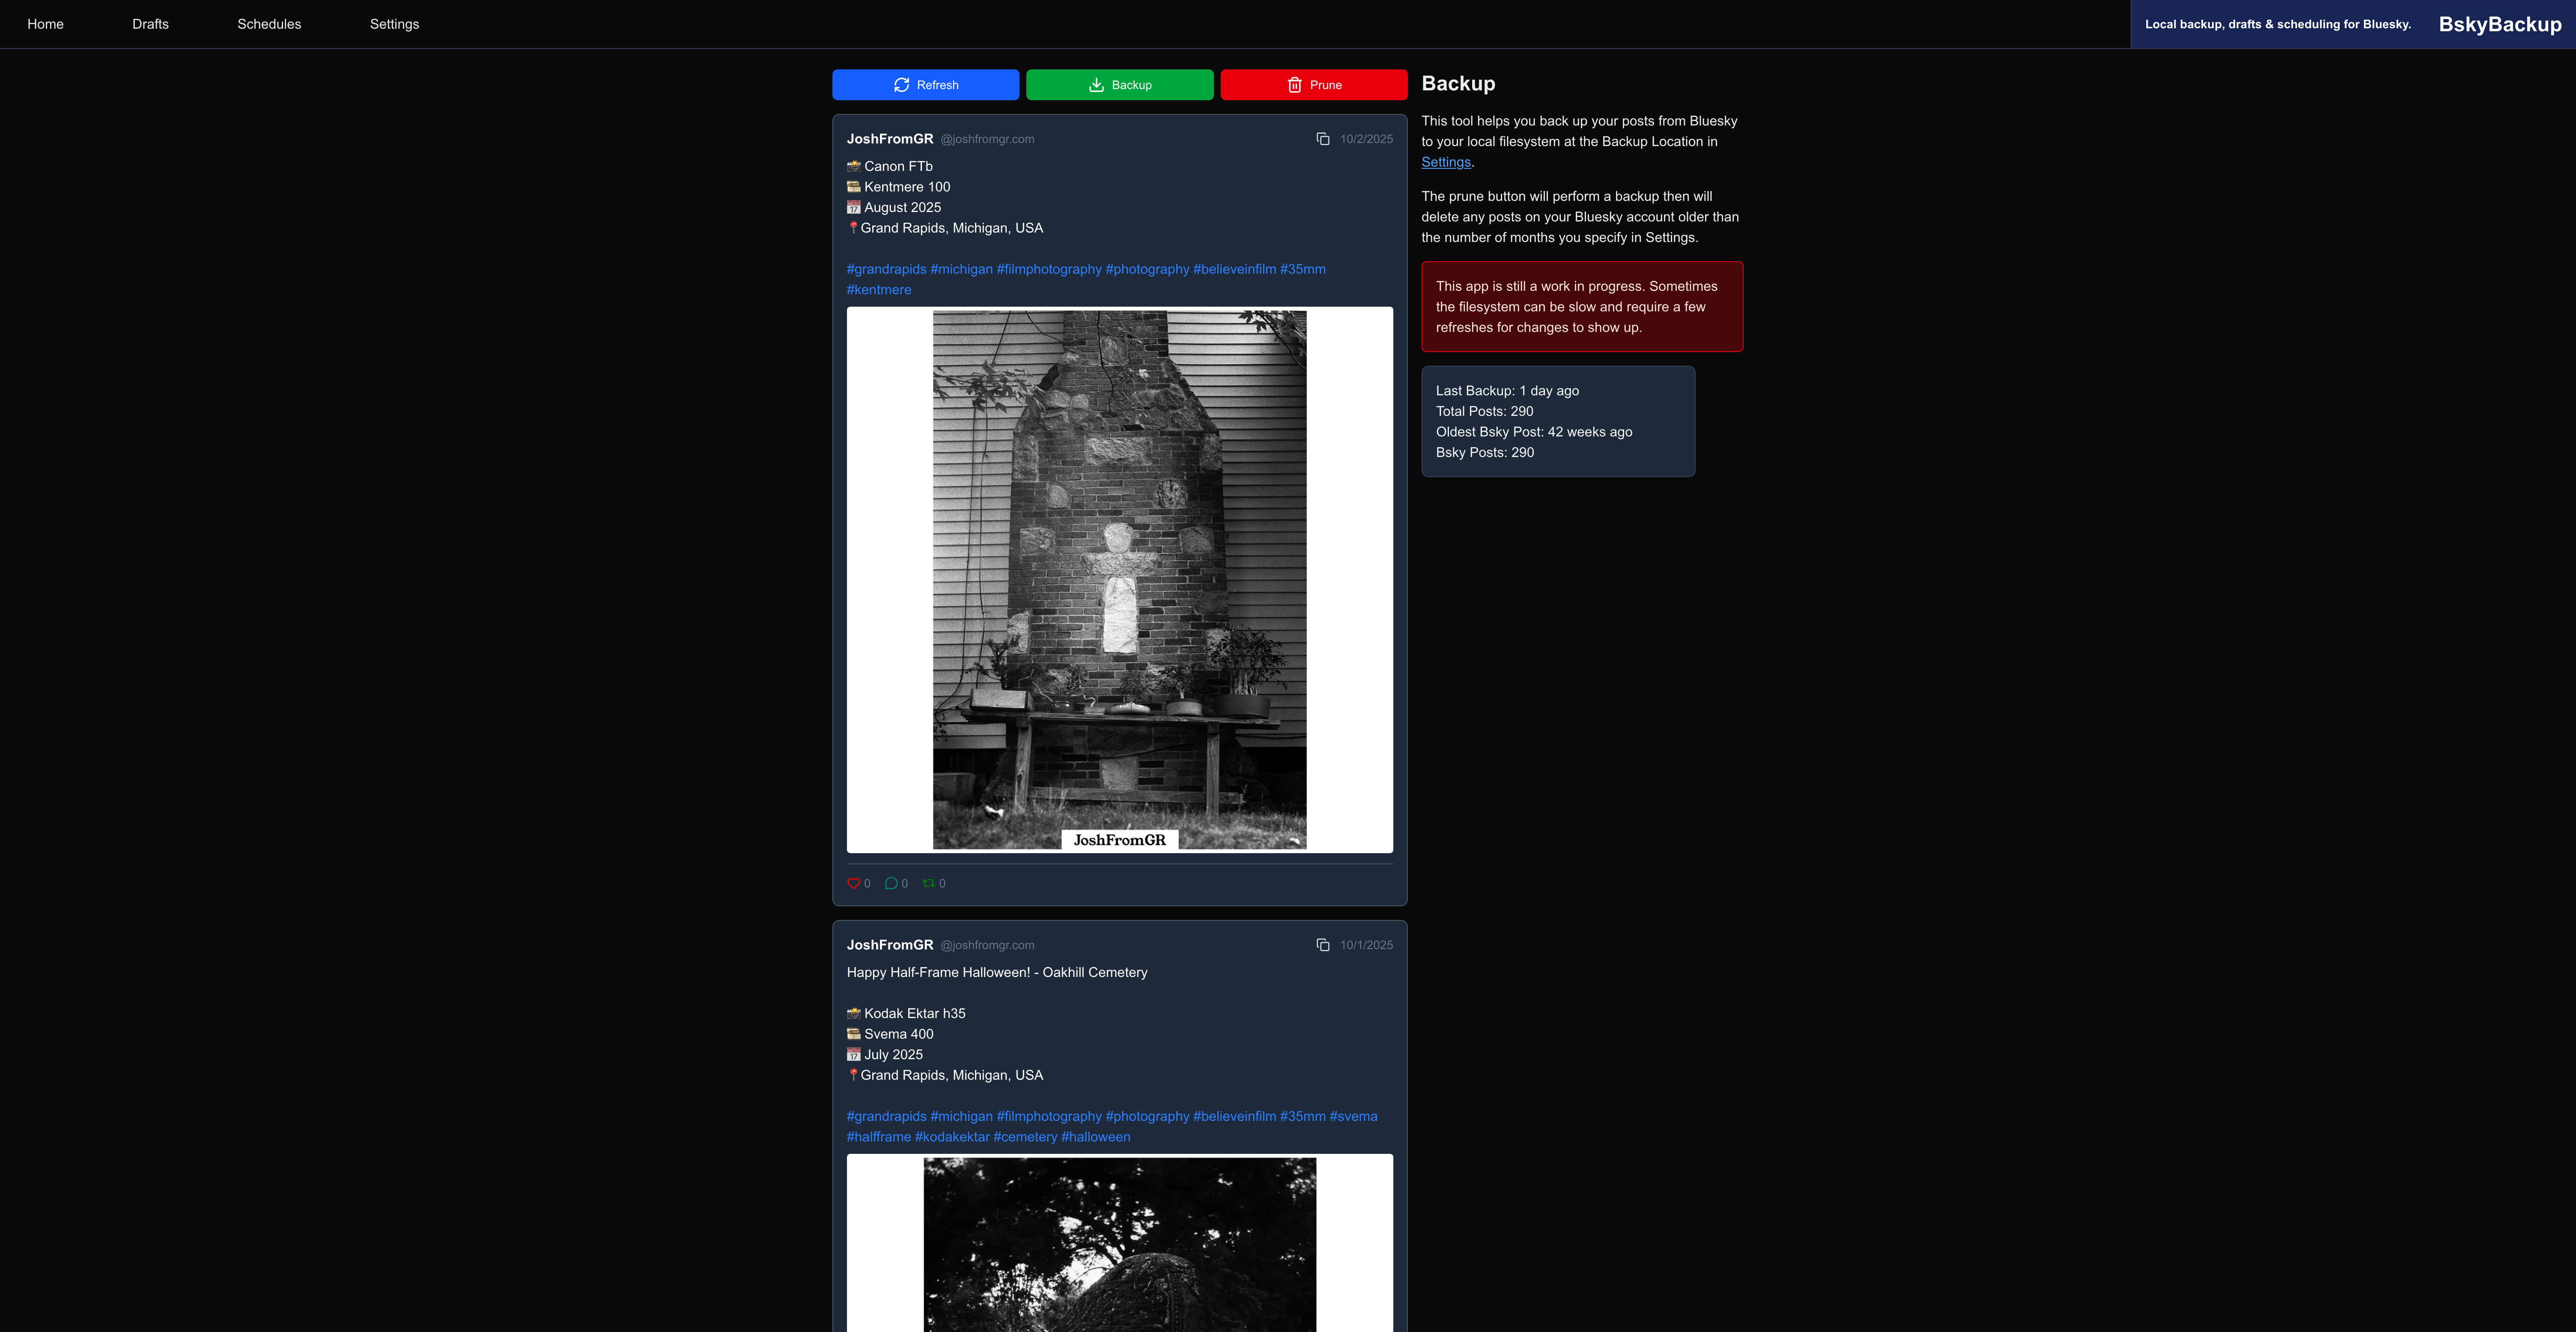 Home Drafts Schedules Settings
Local backup, drafts & scheduling for Bluesky. BskyBackup
Refresh Backup Prune
JoshFromGR @joshfromgr.com 10/2/2025
📸 Canon FTb
🎞️ Kentmere 100
📅 August 2025
📍Grand Rapids, Michigan, USA
#grandrapids #michigan #filmphotography #photography #believeinfilm #35mm
#kentmere
JoshFromGR
0 0 0
JoshFromGR @joshfromgr.com 10/1/2025
Happy Half-Frame Halloween! - Oakhill Cemetery
📸 Kodak Ektar h35
🎞️ Svema 400
📅 July 2025
📍Grand Rapids, Michigan, USA
#grandrapids #michigan #filmphotography #photography #believeinfilm #35mm #svema
#halfframe #kodakektar #cemetery #halloween
Backup
This tool helps you back up your posts from Bluesky
to your local filesystem at the Backup Location in
Settings.
The prune button will perform a backup then will
delete any posts on your Bluesky account older than
the number of months you specify in Settings.
This app is still a work in progress. Sometimes
the filesystem can be slow and require a few
refreshes for changes to show up.
Last Backup: 1 day ago
Total Posts: 290
Oldest Bsky Post: 42 weeks ago
Bsky Posts: 290